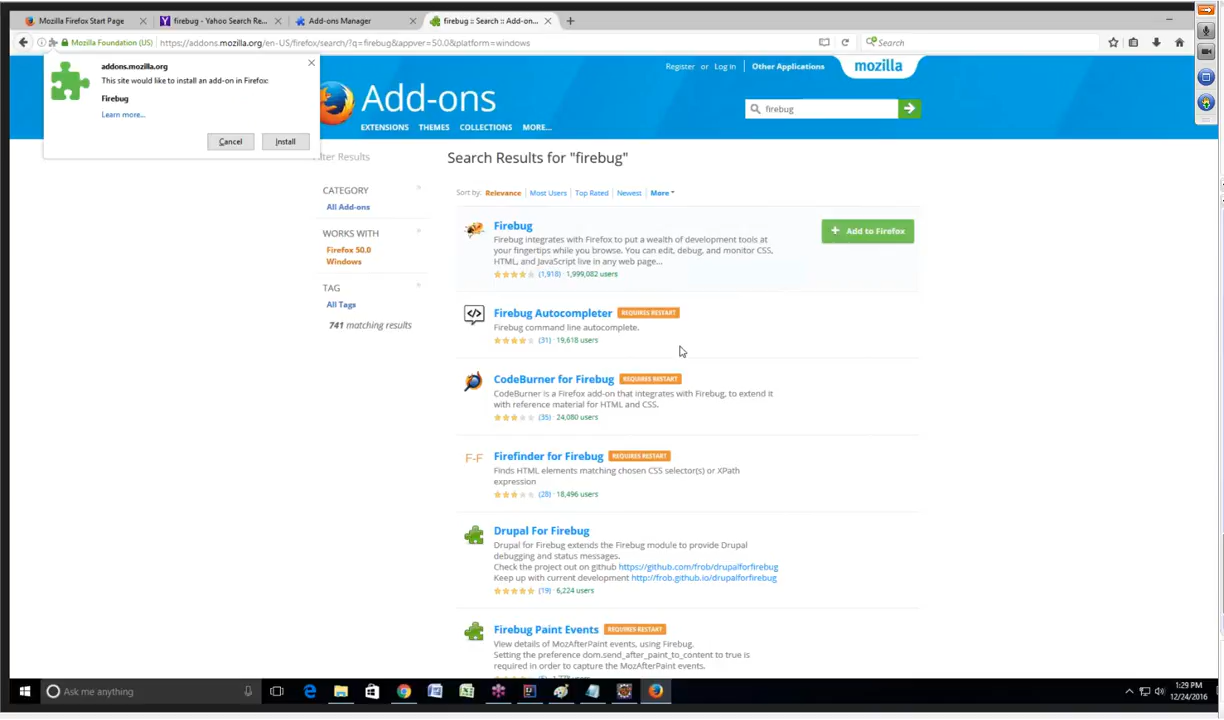 Mozilla Firefox Start Page
firebug - Yahoo Search Re...
Add-ons Manager
firebug :: Search :: Add-on...
Mozilla Foundation (US)
https://addons.mozilla.org/en-US/firefox/search/?q=firebug&appver=50.0&platform=windows
Search
addons.mozilla.org
This site would like to install an add-on in Firefox:
Firebug
Learn more...
Cancel
Install
Register or Log in
Other Applications
mozilla
Add-ons
EXTENSIONS THEMES COLLECTIONS MORE...
firebug
ilter Results
CATEGORY
All Add-ons
WORKS WITH
Firefox 50.0
Windows
TAG
All Tags
741 matching results
Search Results for "firebug"
Sort by: Relevance Most Users Top Rated Newest More
Firebug
Firebug integrates with Firefox to put a wealth of development tools at
your fingertips while you browse. You can edit, debug, and monitor CSS,
HTML, and JavaScript live in any web page...
(1,918) · 1,999,082 users
+ Add to Firefox
Firebug Autocompleter REQUIRES RESTART
Firebug command line autocomplete.
(31) · 19,618 users
CodeBurner for Firebug REQUIRES RESTART
CodeBurner is a Firefox add-on that integrates with Firebug, to extend it
with reference material for HTML and CSS.
(35) · 24,080 users
F-F
Firefinder for Firebug REQUIRES RESTART
Finds HTML elements matching chosen CSS selector(s) or XPath
expression
(28) · 18,496 users
Drupal For Firebug
Drupal for Firebug extends the Firebug module to provide Drupal
debugging and status messages.
Check the project out on github https://github.com/frob/drupalforfirebug
Keep up with current development http://frob.github.io/drupalforfirebug
(19) · 6,224 users
Firebug Paint Events REQUIRES RESTART
View details of MozAfterPaint events, using Firebug.
Setting the preference dom.send_after_paint_to_content to true is
required in order to capture the MozAfterPaint events.
Ask me anything
1:29 PM
12/24/2016